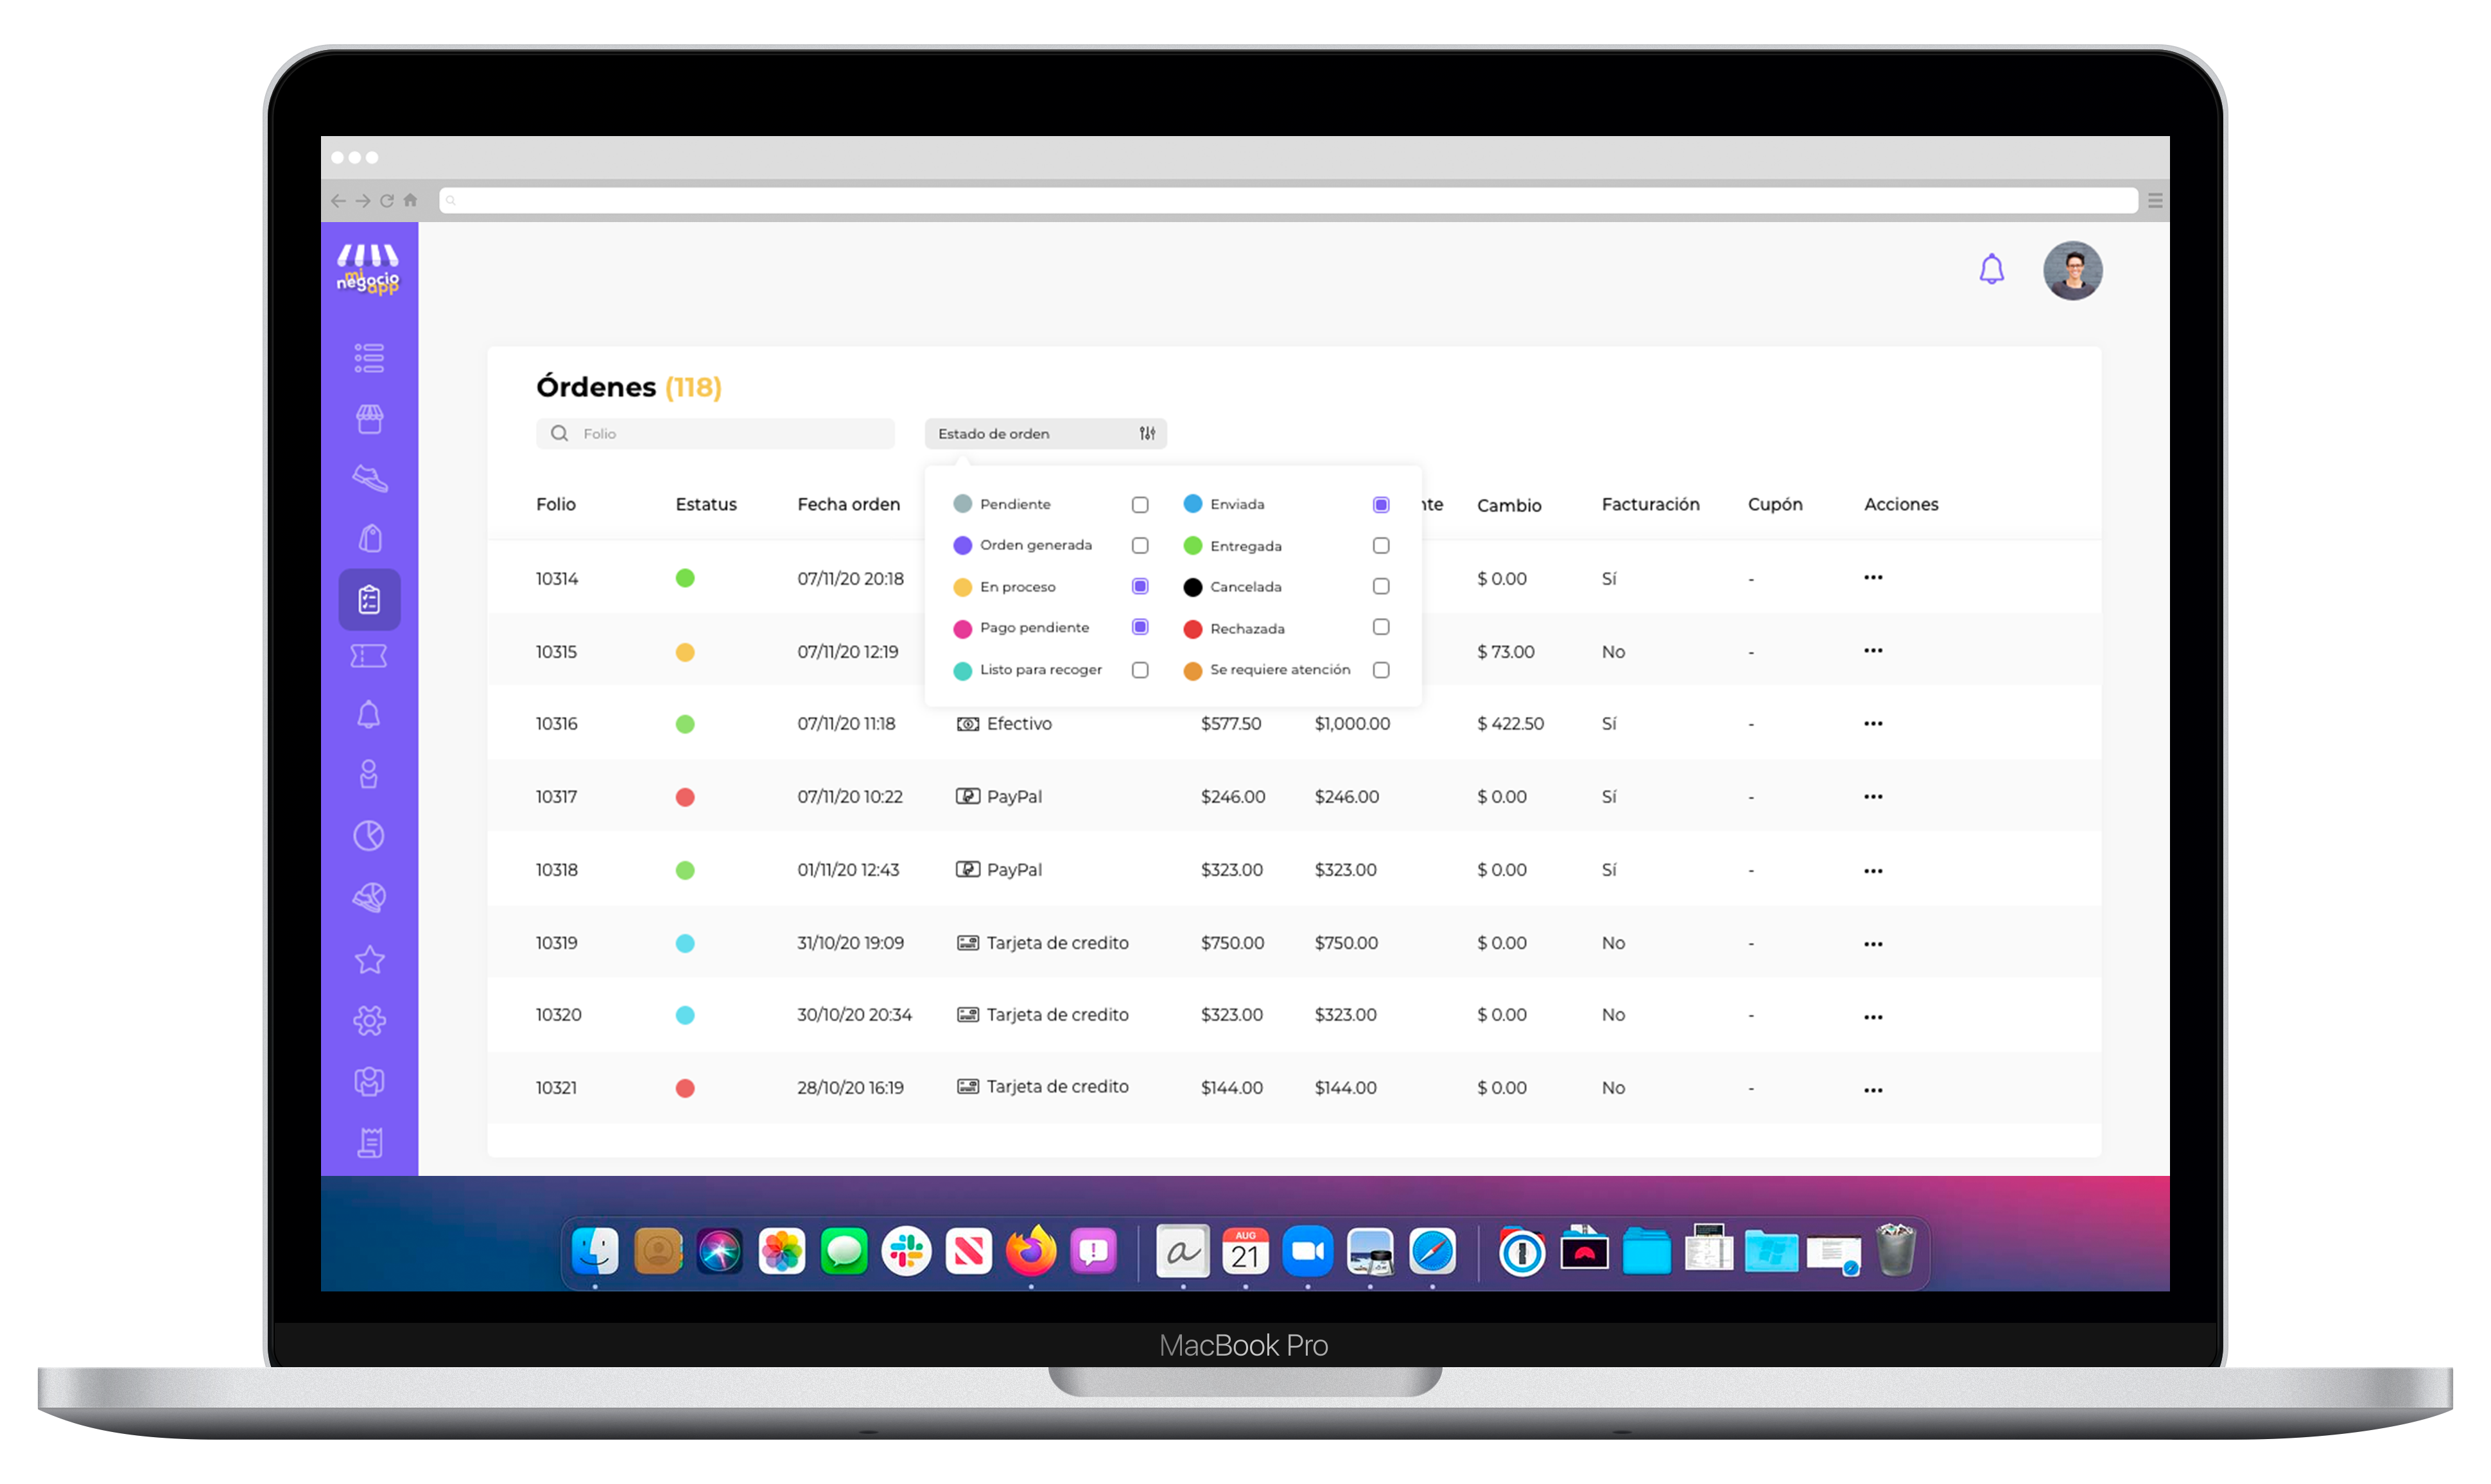 mi
negocio
app
Órdenes (118)
Folio
Estado de orden
Folio Estatus Fecha orden nte Cambio Facturación Cupón Acciones
Pendiente Enviada
Orden generada Entregada
En proceso Cancelada
Pago pendiente Rechazada
Listo para recoger Se requiere atención
10314 07/11/20 20:18 $ 0.00 Sí - •••
10315 07/11/20 12:19 $ 73.00 No - •••
10316 07/11/20 11:18 Efectivo $577.50 $1,000.00 $ 422.50 Sí - •••
10317 07/11/20 10:22 PayPal $246.00 $246.00 $ 0.00 Sí - •••
10318 01/11/20 12:43 PayPal $323.00 $323.00 $ 0.00 Sí - •••
10319 31/10/20 19:09 Tarjeta de credito $750.00 $750.00 $ 0.00 No - •••
10320 30/10/20 20:34 Tarjeta de credito $323.00 $323.00 $ 0.00 No - •••
10321 28/10/20 16:19 Tarjeta de credito $144.00 $144.00 $ 0.00 No - •••
AUG
21
MacBook Pro